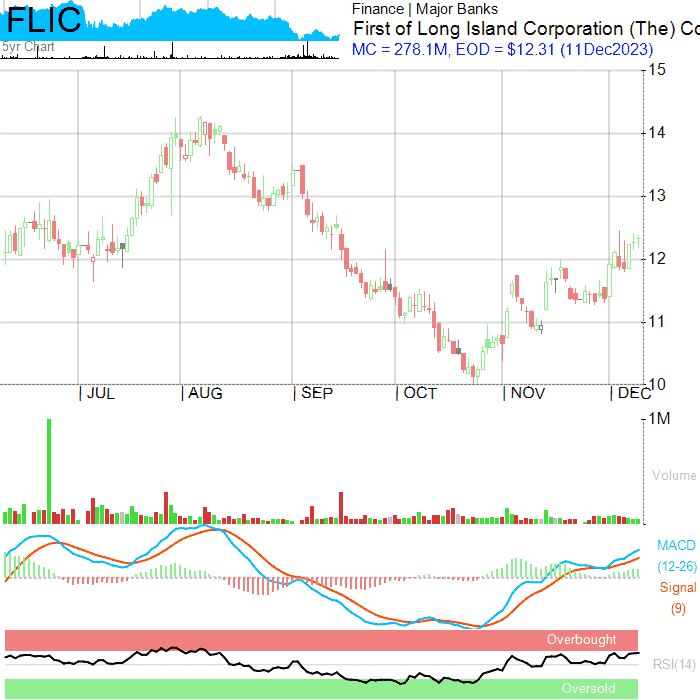 FLIC
5yr Chart
Finance | Major Banks
First of Long Island Corporation (The) Co
MC = 278.1M, EOD = $12.31 (11Dec2023)
15
14
13
12
11
10
| JUL | AUG | SEP | OCT | NOV | DEC
1M
Volume
MACD
(12-26)
Signal
(9)
Overbought
RSI(14)
Oversold